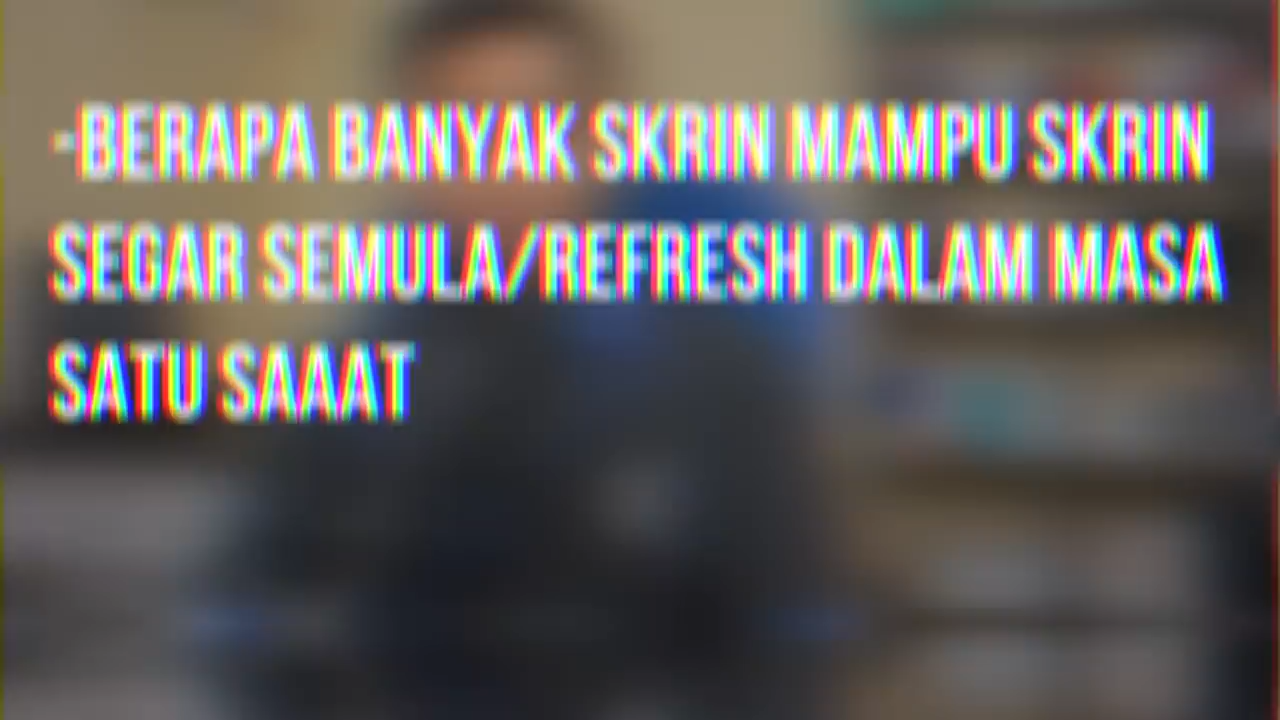 -BERAPA BANYAK SKRIN MAMPU SKRIN
SEGAR SEMULA/REFRESH DALAM MASA
SATU SAAAT